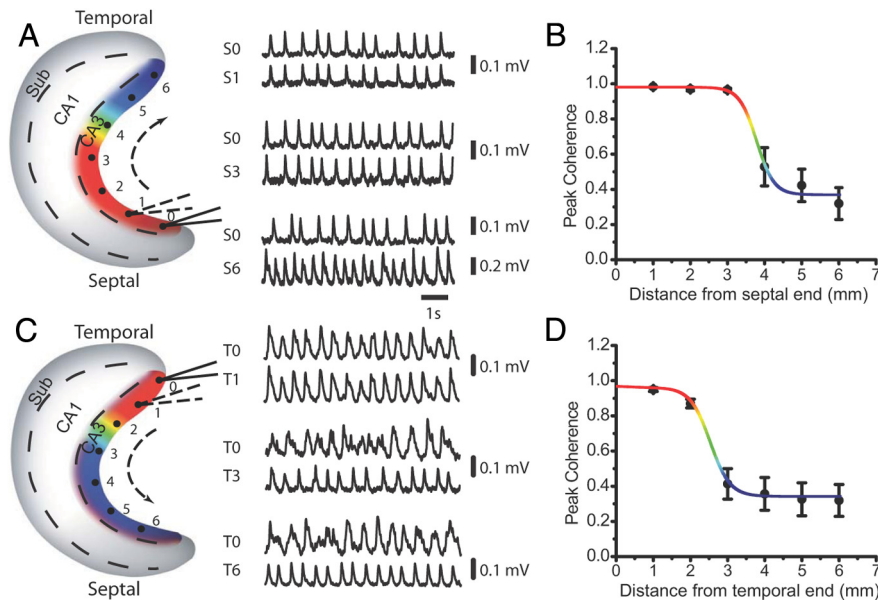 A
Temporal
Sub
CA1
CA3
6
5
4
3
2
1
0
Septal
S0
S1
0.1 mV
S0
S3
0.1 mV
S0
0.1 mV
S6
0.2 mV
1s
B
Peak Coherence
1.2
1.0
0.8
0.6
0.4
0.2
0.0
0 1 2 3 4 5 6 7
Distance from septal end (mm)
C
Temporal
Sub
CA1
CA3
0
1
2
3
4
5
6
Septal
T0
T1
0.1 mV
T0
T3
0.1 mV
T0
T6
0.1 mV
D
Peak Coherence
1.2
1.0
0.8
0.6
0.4
0.2
0.0
0 1 2 3 4 5 6 7
Distance from temporal end (mm)